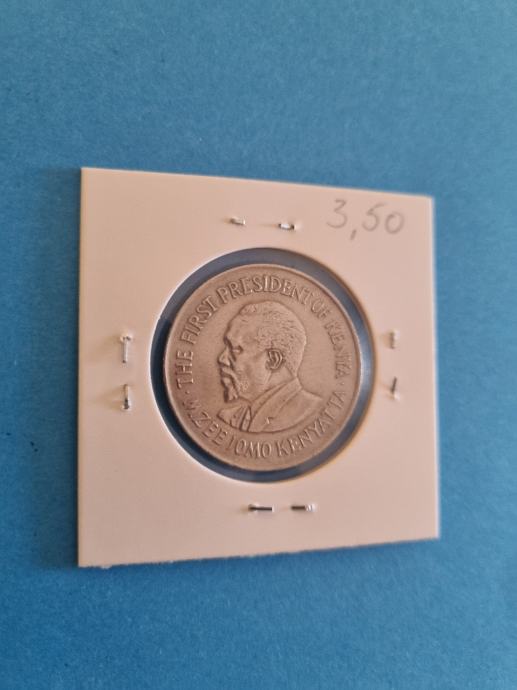 3,50
· THE FIRST PRESIDENT OF KENYA ·
MZEE JOMO KENYATTA